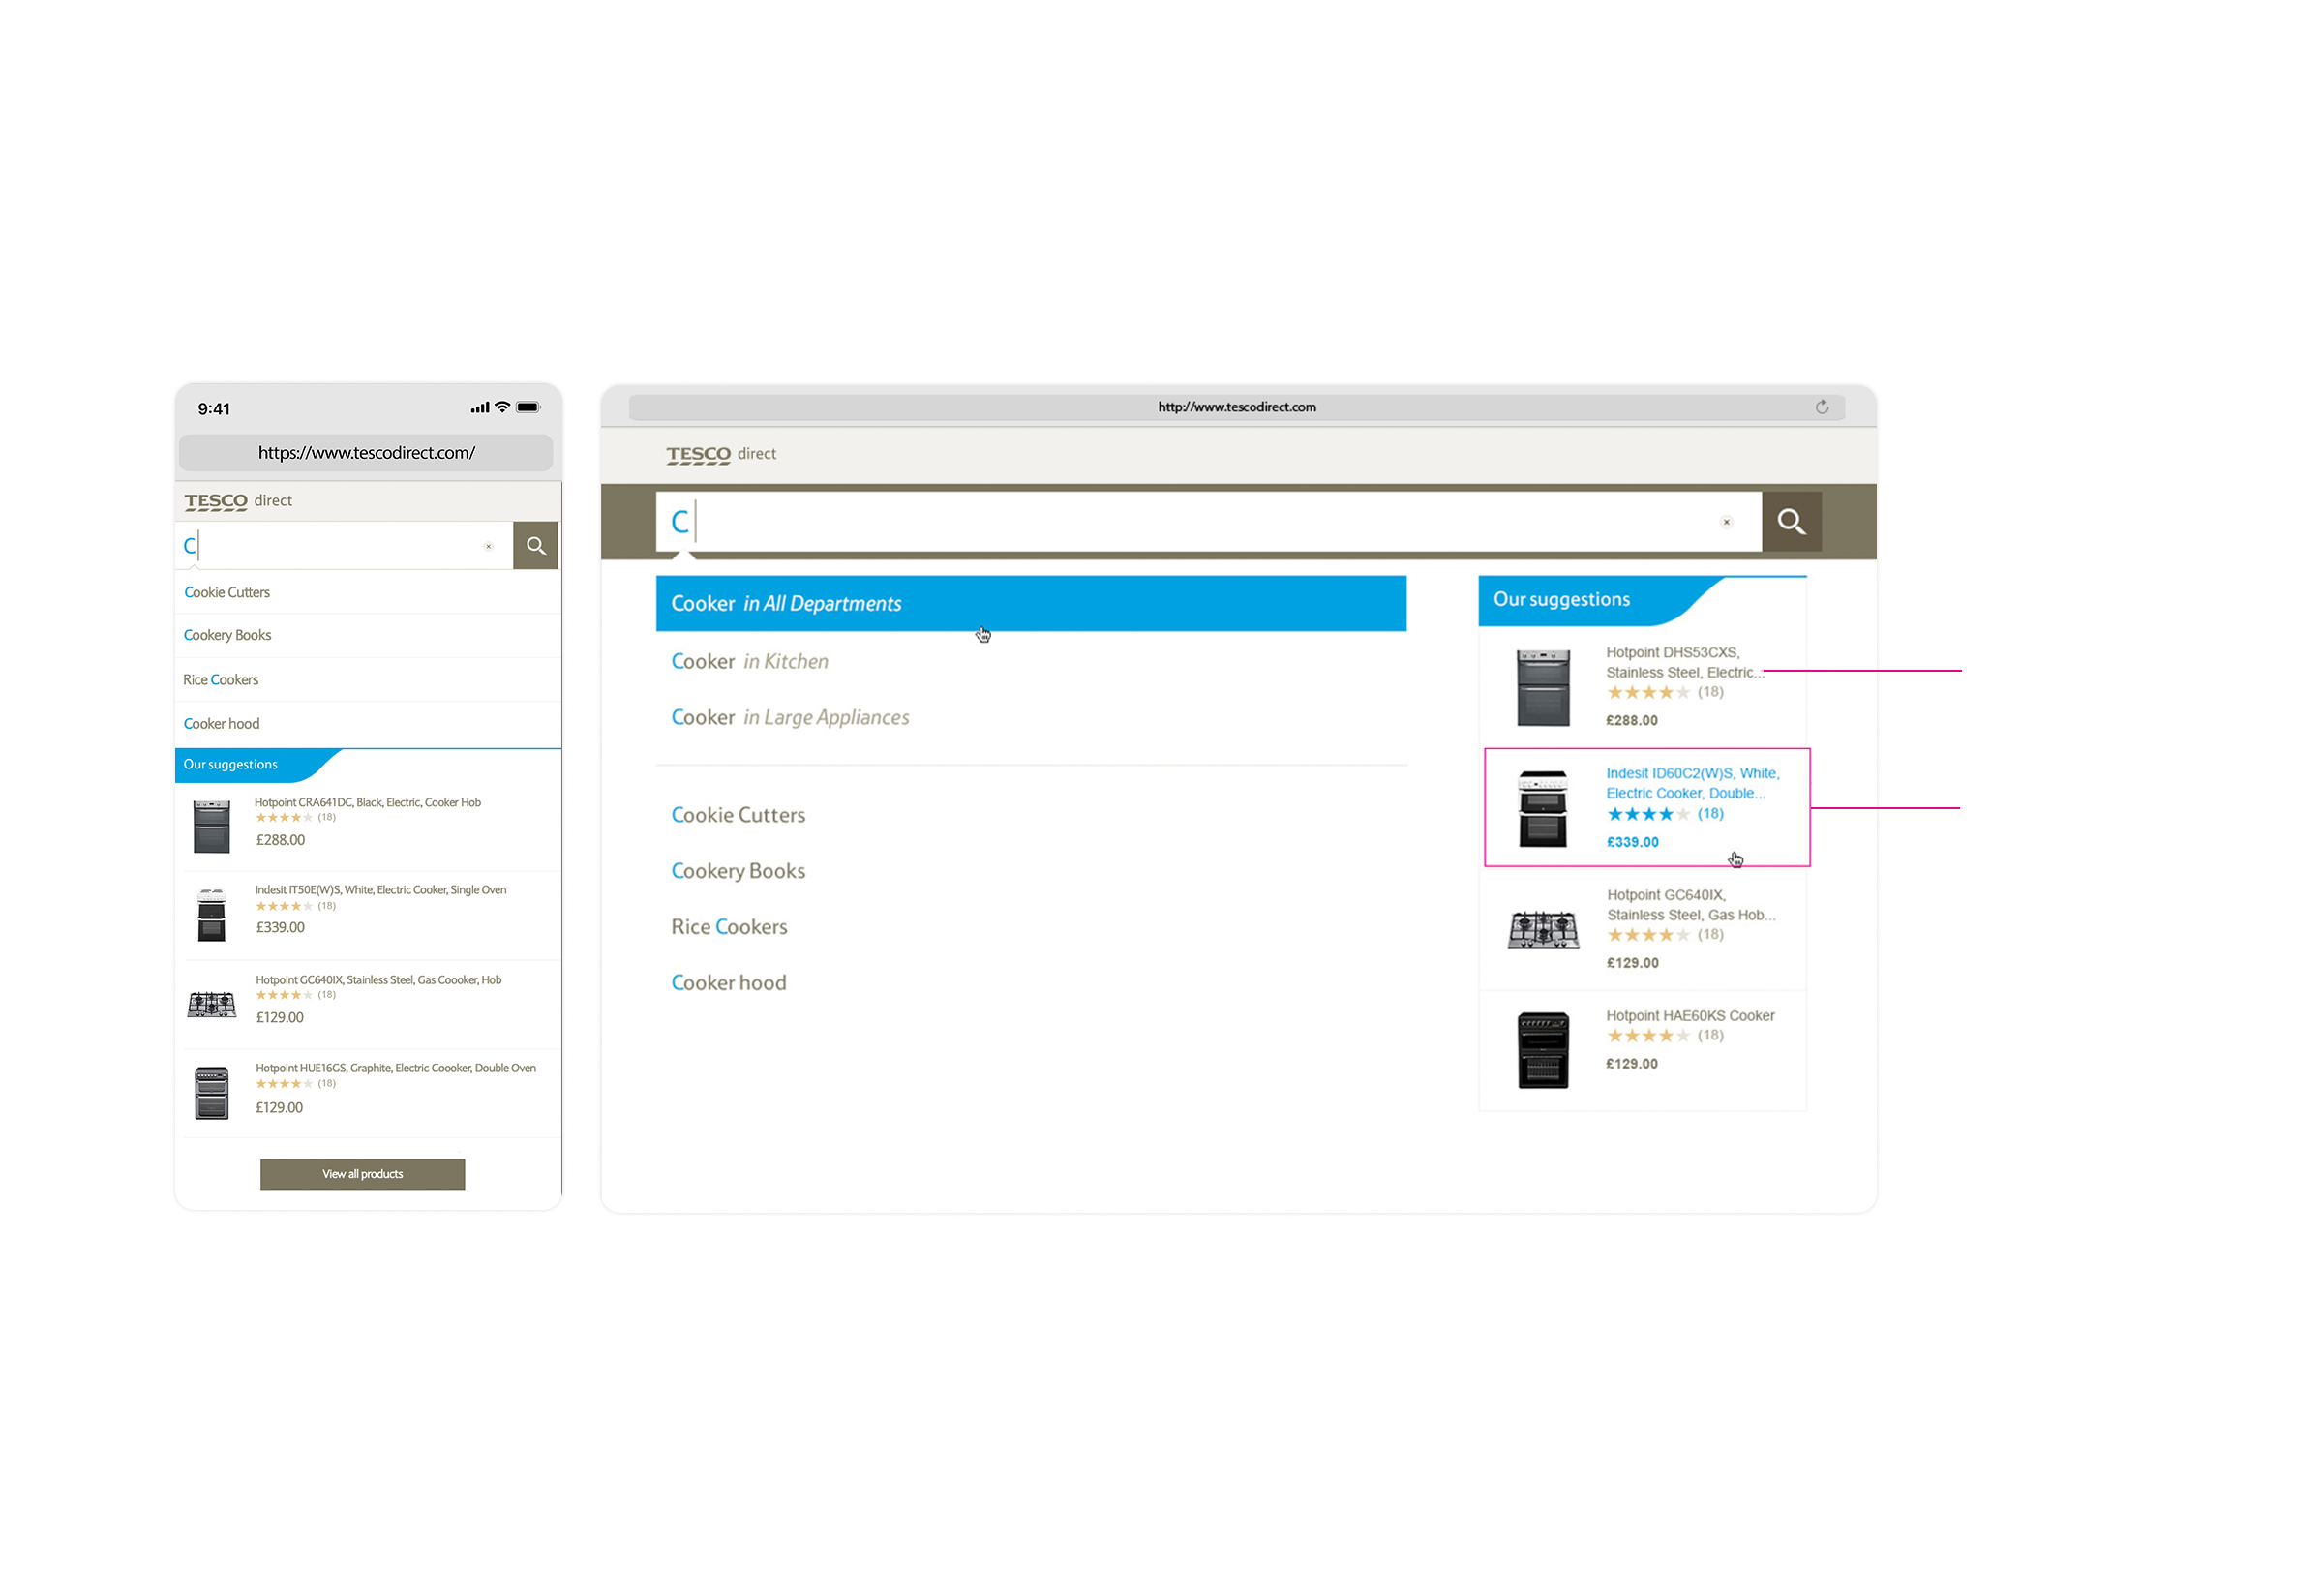 9:41
https://www.tescodirect.com/
TESCO direct
C
Cookie Cutters
Cookery Books
Rice Cookers
Cooker hood
Our suggestions
Hotpoint CRA641DC, Black, Electric, Cooker Hob
(18)
£288.00
Indesit IT50E(W)S, White, Electric Cooker, Single Oven
(18)
£339.00
Hotpoint GC640IX, Stainless Steel, Gas Coooker, Hob
(18)
£129.00
Hotpoint HUE16GS, Graphite, Electric Coooker, Double Oven
(18)
£129.00
View all products
http://www.tescodirect.com
TESCO direct
C
Cooker in All Departments
Cooker in Kitchen
Cooker in Large Appliances
Cookie Cutters
Cookery Books
Rice Cookers
Cooker hood
Our suggestions
Hotpoint DHS53CXS,
Stainless Steel, Electric...
(18)
£288.00
Indesit ID60C2(W)S, White,
Electric Cooker, Double...
(18)
£339.00
Hotpoint GC640IX,
Stainless Steel, Gas Hob...
(18)
£129.00
Hotpoint HAE60KS Cooker
(18)
£129.00